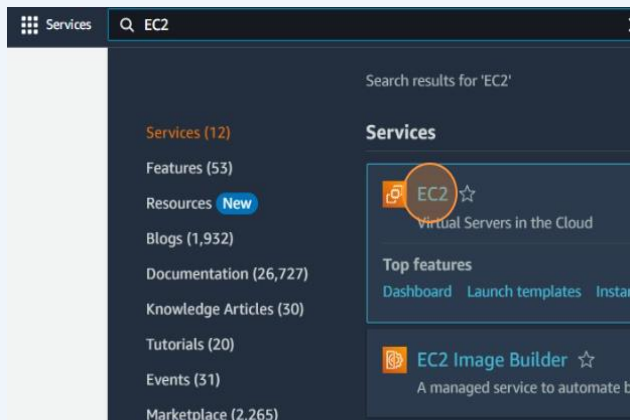 Services EC2
Search results for 'EC2'
Services (12)
Features (53)
Resources New
Blogs (1,932)
Documentation (26,727)
Knowledge Articles (30)
Tutorials (20)
Events (31)
Marketplace (2,265)
Services
EC2
Virtual Servers in the Cloud
Top features
Dashboard Launch templates
EC2 Image Builder
A managed service to automate